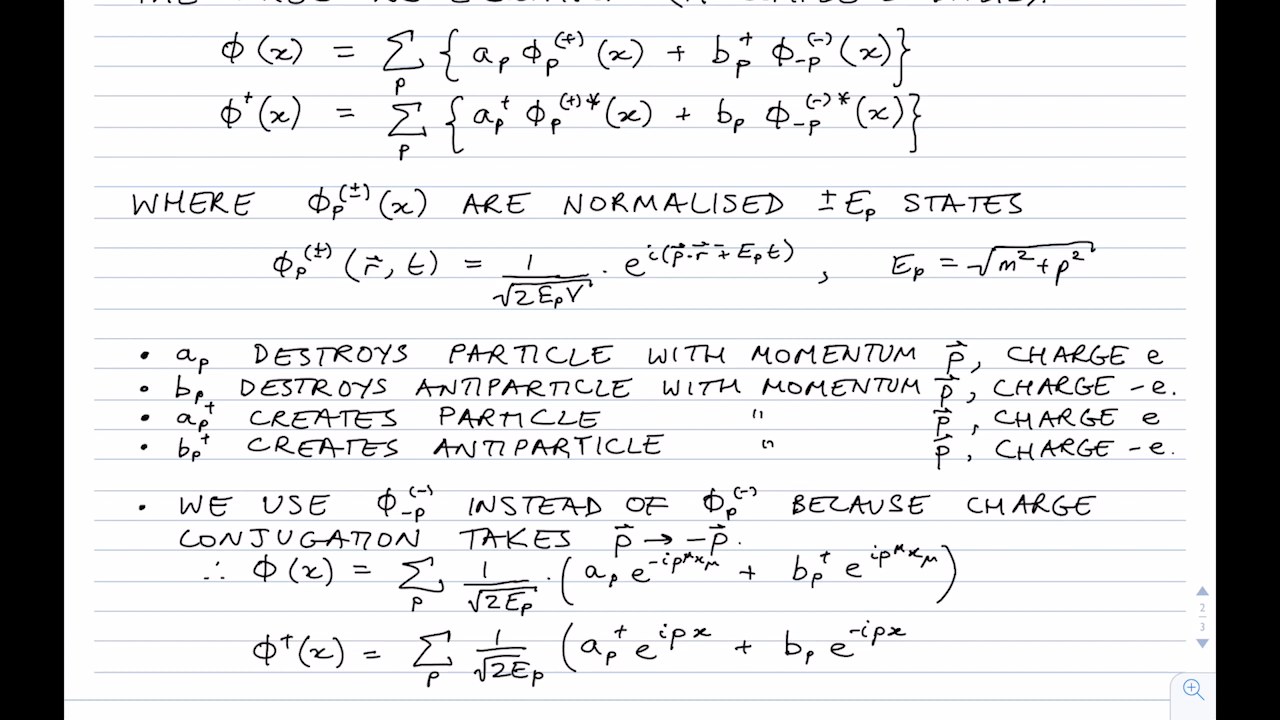 φ(x) = Σ_p { a_p φ_p^(+)(x) + b_p^† φ_-p^(-)(x) }
φ^†(x) = Σ_p { a_p^† φ_p^(+)*(x) + b_p φ_-p^(-)*(x) }
WHERE φ_p^(±)(x) ARE NORMALISED ±E_p STATES
φ_p^(±)(r⃗, t) = 1/√(2E_pV) · e^{i(p⃗·r⃗ ∓ E_pt)} , E_p = √(m²+p²)
• a_p DESTROYS PARTICLE WITH MOMENTUM p⃗, CHARGE e
• b_p DESTROYS ANTIPARTICLE WITH MOMENTUM p⃗, CHARGE -e.
• a_p^† CREATES PARTICLE " p⃗, CHARGE e
• b_p^† CREATES ANTIPARTICLE " p⃗, CHARGE -e.
• WE USE φ_-p^(-) INSTEAD OF φ_p^(-) BECAUSE CHARGE
CONJUGATION TAKES p⃗ → -p⃗.
∴ φ(x) = Σ_p 1/√(2E_p) · (a_p e^{-ip^μx_μ} + b_p^† e^{ip^μx_μ})
φ^†(x) = Σ_p 1/√(2E_p) (a_p^† e^{ipx} + b_p e^{-ipx}
2
3